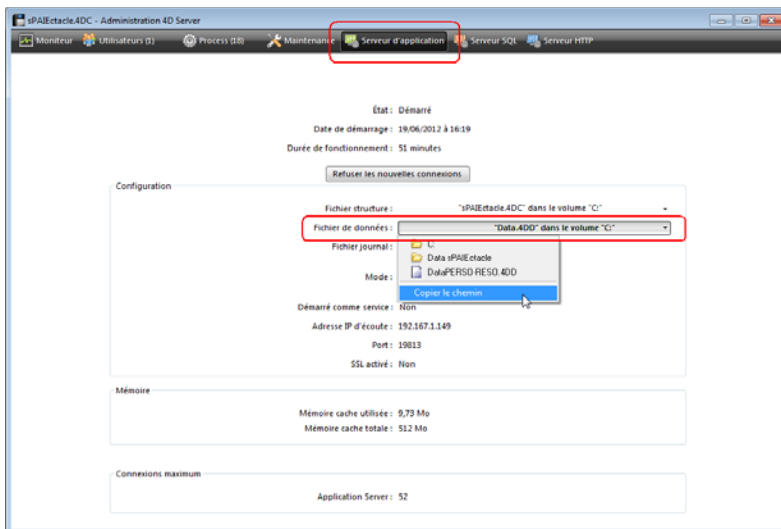 sPAIEctacle.4DC - Administration 4D Server
Moniteur Utilisateurs (1) Process (18) Maintenance Serveur d'application Serveur SQL Serveur HTTP
État : Démarré
Date de démarrage : 19/06/2012 à 16:19
Durée de fonctionnement : 51 minutes
Refuser les nouvelles connexions
Configuration
Fichier structure : "sPAIEctacle.4DC" dans le volume "C:"
Fichier de données : "Data.4DD" dans le volume "C:"
Fichier journal : C:
Data sPAIEctacle
DataPERSO-RESO.4DD
Mode :
Copier le chemin
Démarré comme service : Non
Adresse IP d'écoute : 192.167.1.149
Port : 19813
SSL activé : Non
Mémoire
Mémoire cache utilisée : 9,73 Mo
Mémoire cache totale : 512 Mo
Connexions maximum
Application Server : 52